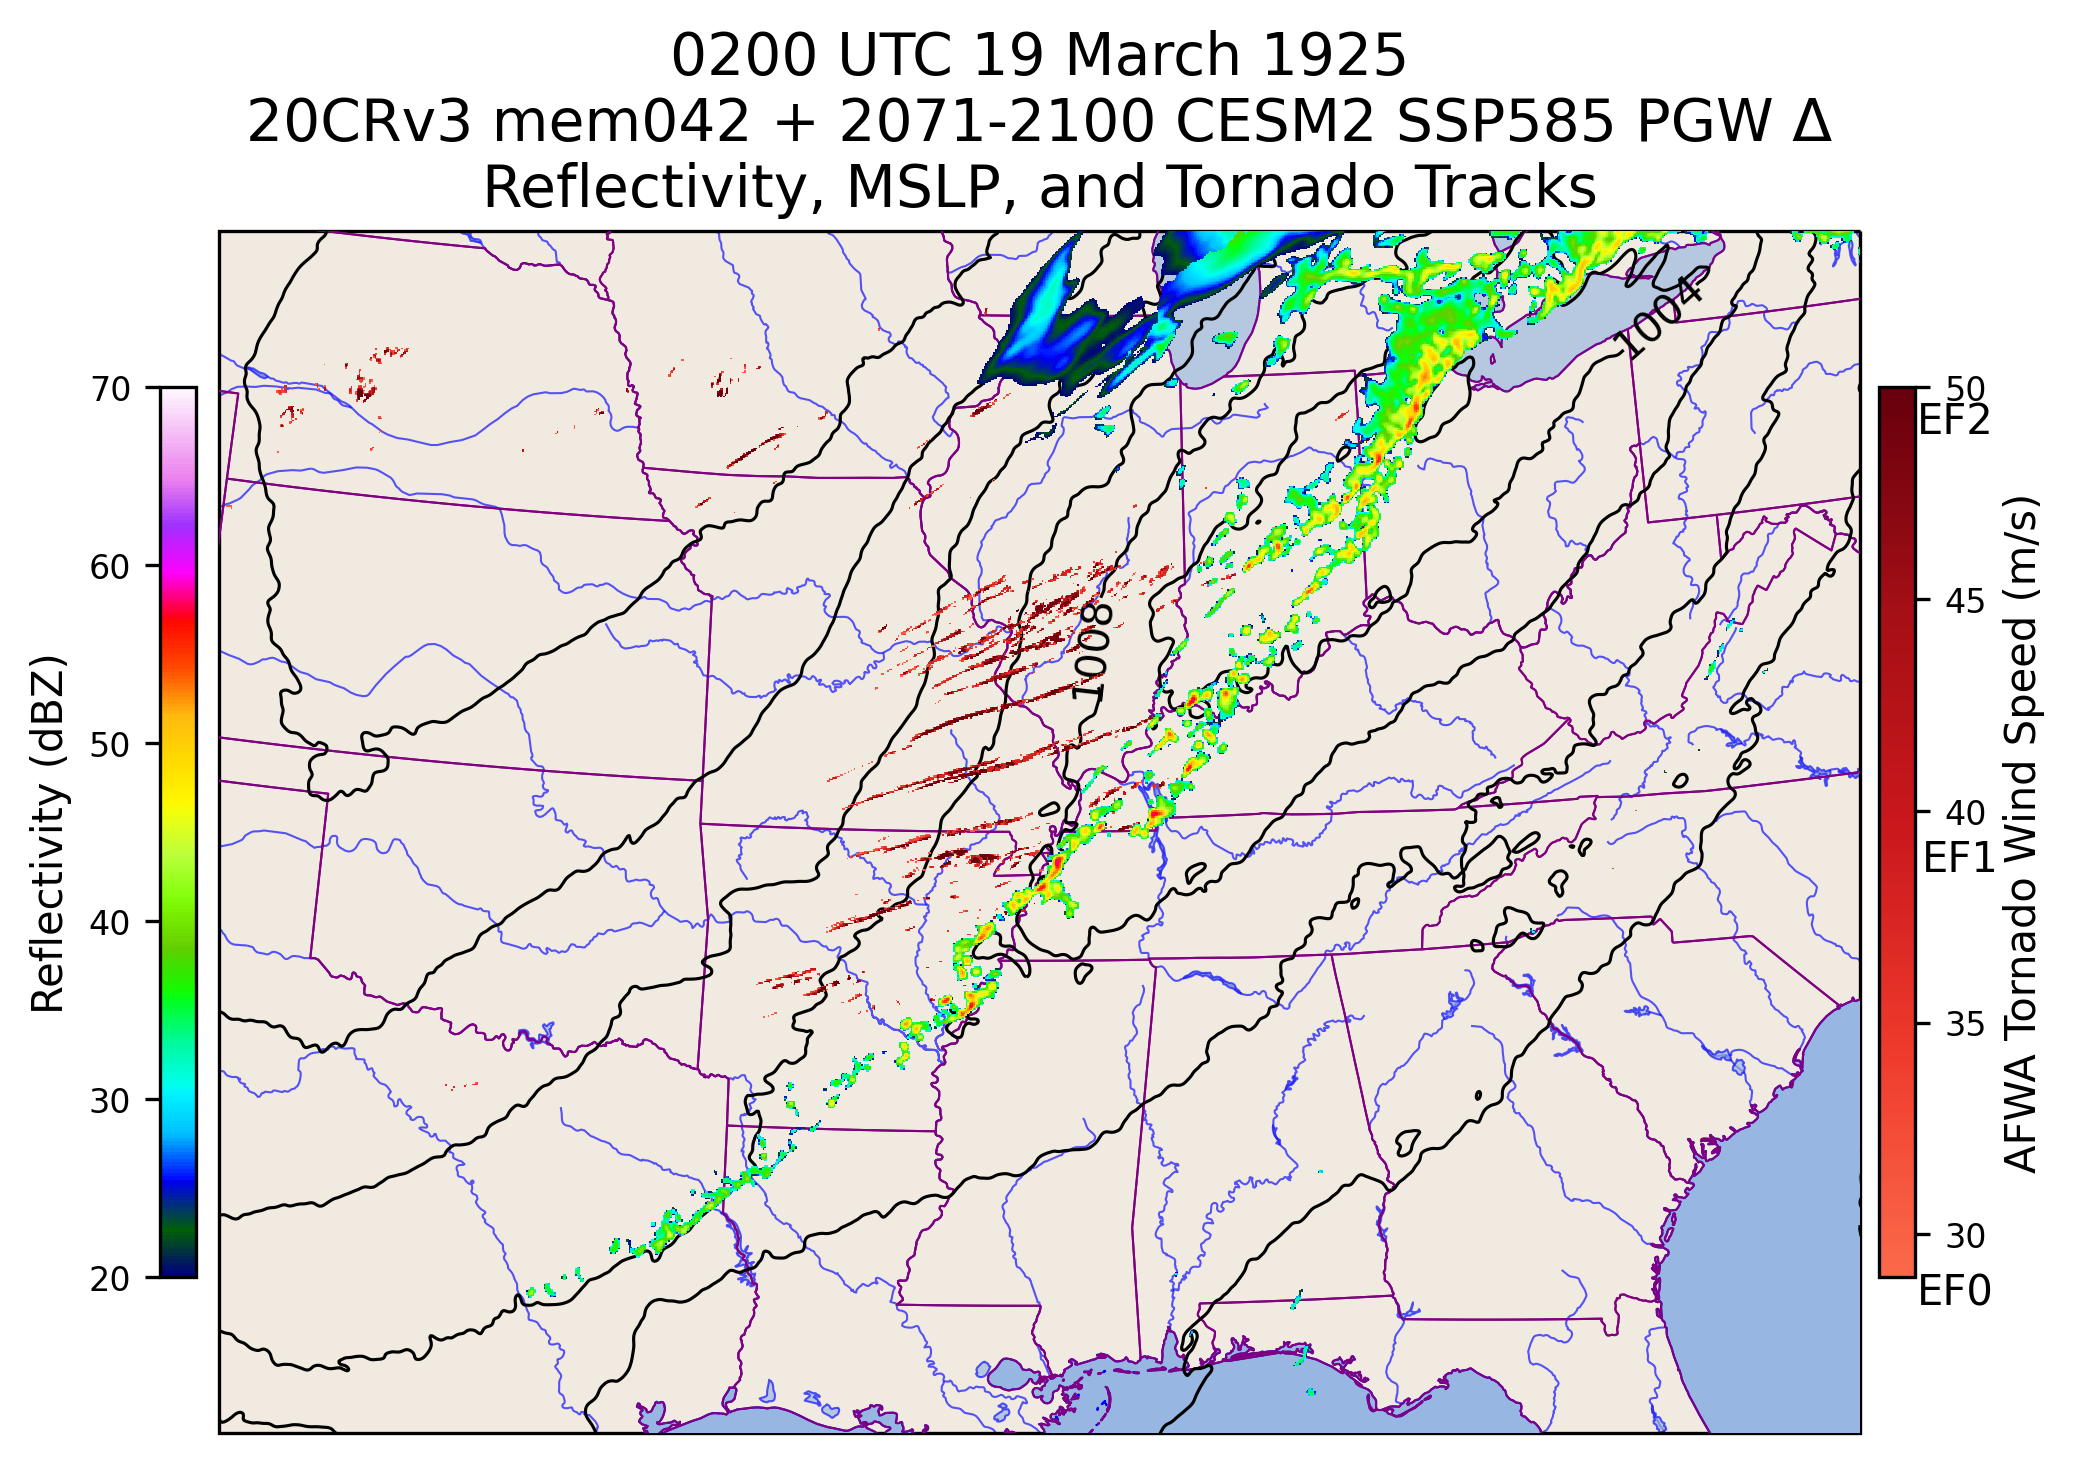 0200 UTC 19 March 1925
20CRv3 mem042 + 2071-2100 CESM2 SSP585 PGW Δ
Reflectivity, MSLP, and Tornado Tracks
Reflectivity (dBZ)
70
60
50
40
30
20
1004
1008
50
EF2
45
40
EF1
35
30
EF0
AFWA Tornado Wind Speed (m/s)